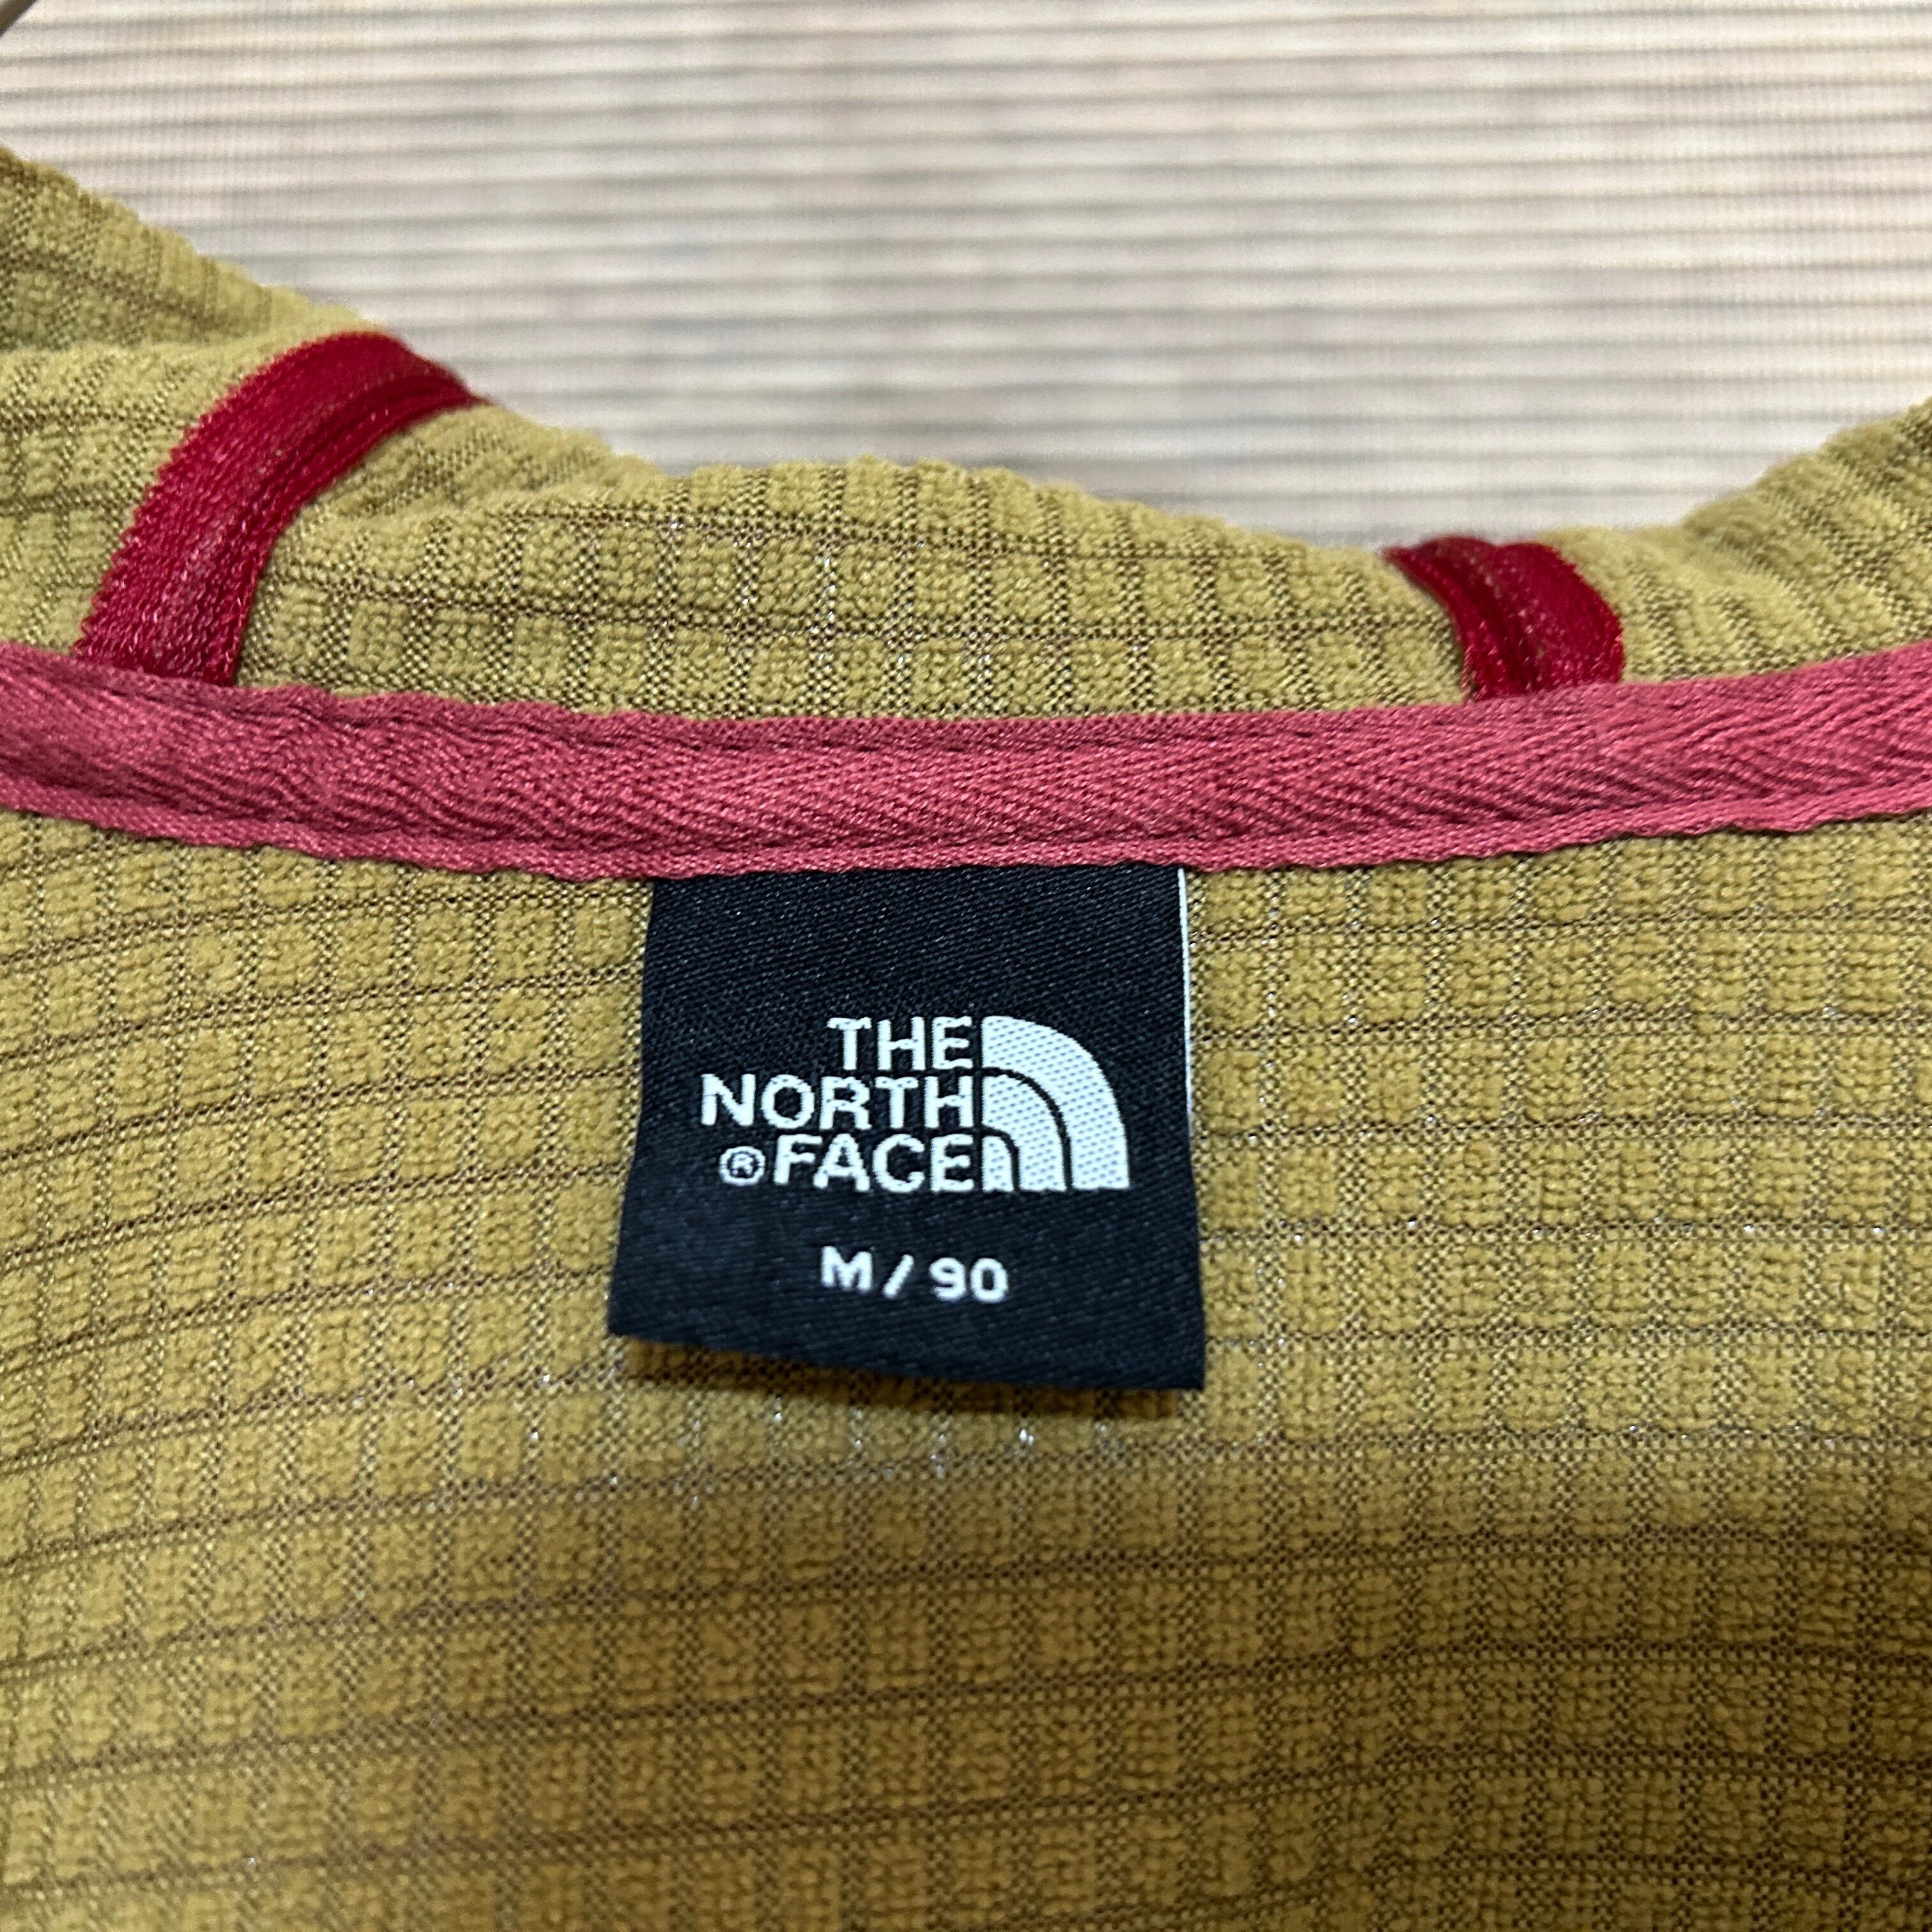 THE
NORTH
®FACE
M / 90